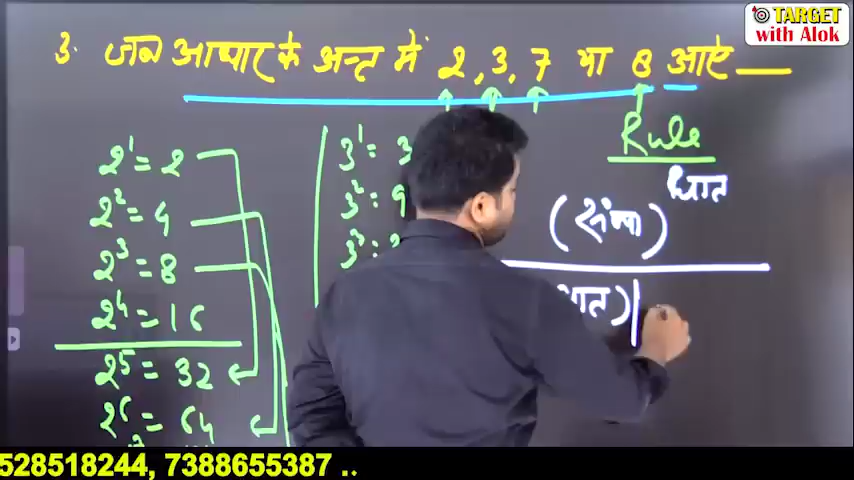 TARGET
with Alok
3. जब आधार के अन्त में 2, 3, 7 या 8 आए
2¹ = 2
2² = 4
2³ = 8
2⁴ = 16
2⁵ = 32
2⁶ = 64
3¹ = 3
3² = 9
3³ =
Rule
घात
(संख्या)
528518244, 7388655387 ..